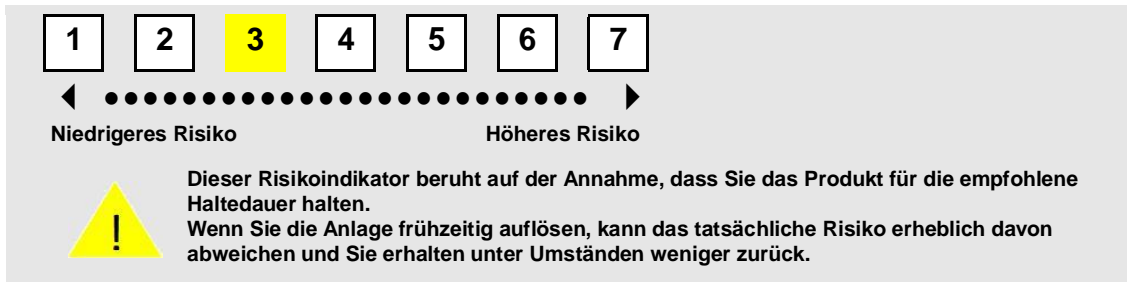 1 2 3 4 5 6 7
Niedrigeres Risiko Höheres Risiko
Dieser Risikoindikator beruht auf der Annahme, dass Sie das Produkt für die empfohlene
Haltedauer halten.
Wenn Sie die Anlage frühzeitig auflösen, kann das tatsächliche Risiko erheblich davon
abweichen und Sie erhalten unter Umständen weniger zurück.
!